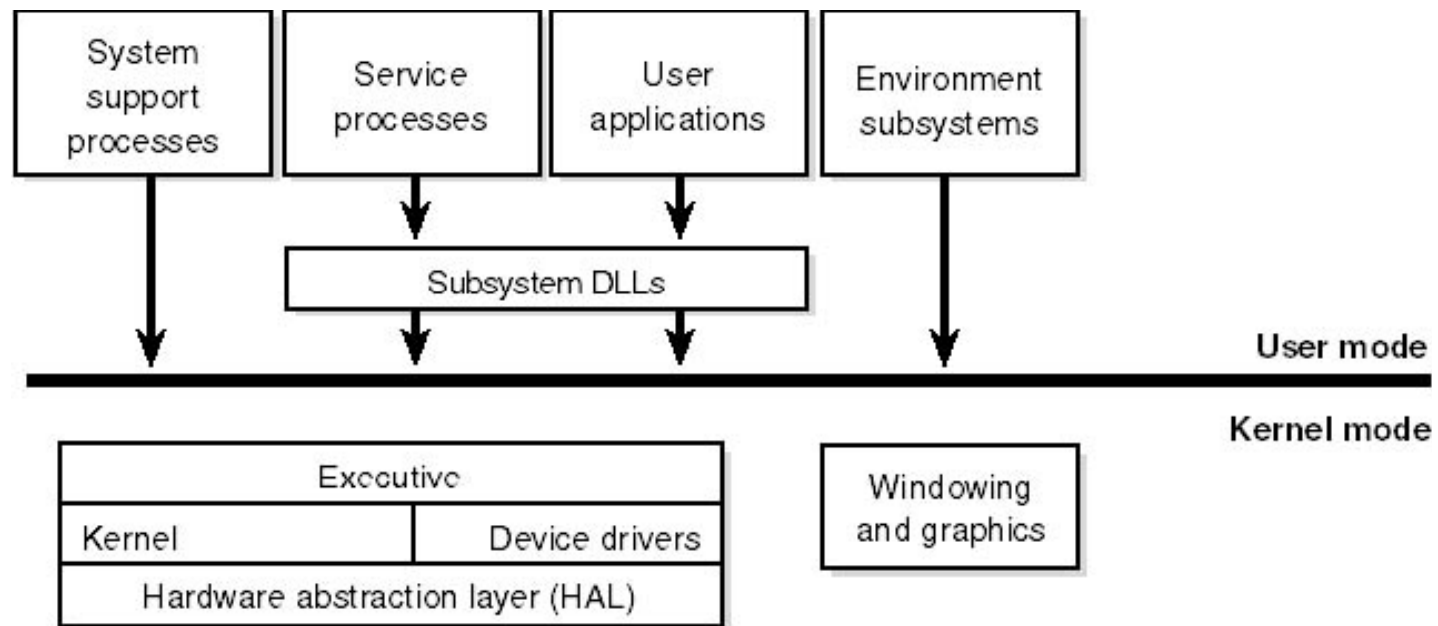 System
support
processes
Service
processes
User
applications
Environment
subsystems
Subsystem DLLs
User mode
Kernel mode
Executive
Kernel
Device drivers
Hardware abstraction layer (HAL)
Windowing
and graphics